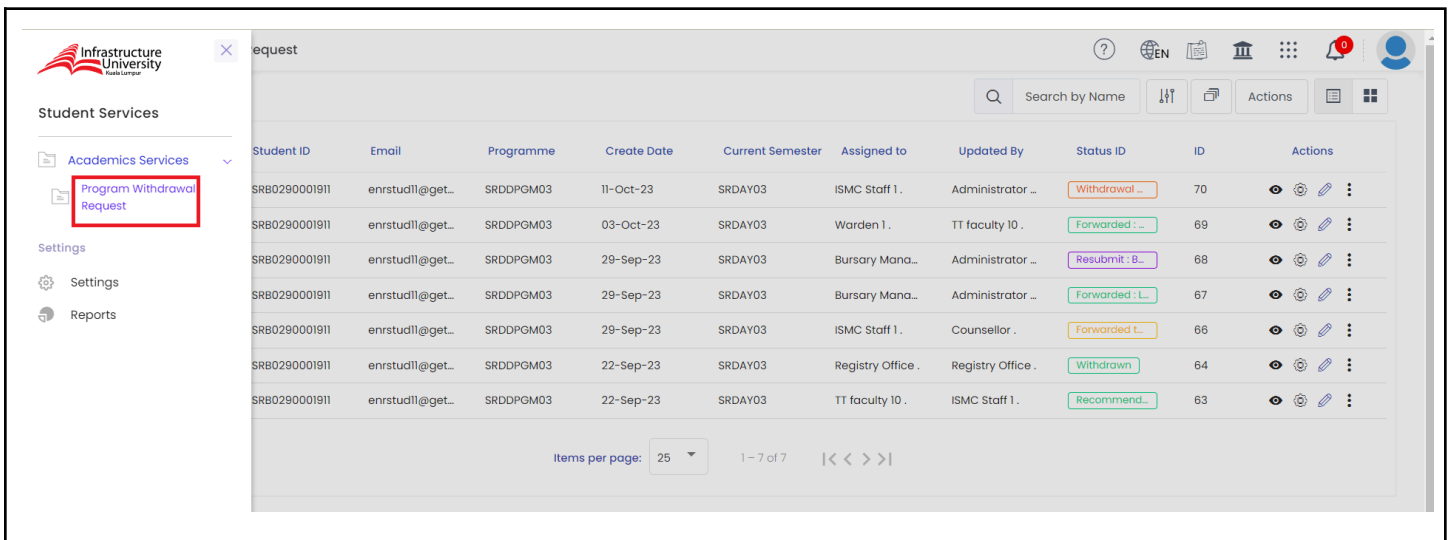 Infrastructure
University
Kuala Lumpur
equest
EN
0
Search by Name
Actions
Student Services
Academics Services
Program Withdrawal
Request
Settings
Settings
Reports
Student ID Email Programme Create Date Current Semester Assigned to Updated By Status ID ID Actions
SRB0290001911 enrstud11@get... SRDDPGM03 11-Oct-23 SRDAY03 ISMC Staff 1 . Administrator ... Withdrawal ... 70
SRB0290001911 enrstud11@get... SRDDPGM03 03-Oct-23 SRDAY03 Warden 1 . TT faculty 10 . Forwarded : ... 69
SRB0290001911 enrstud11@get... SRDDPGM03 29-Sep-23 SRDAY03 Bursary Mana... Administrator ... Resubmit : B... 68
SRB0290001911 enrstud11@get... SRDDPGM03 29-Sep-23 SRDAY03 Bursary Mana... Administrator ... Forwarded : L... 67
SRB0290001911 enrstud11@get... SRDDPGM03 29-Sep-23 SRDAY03 ISMC Staff 1 . Counsellor . Forwarded t... 66
SRB0290001911 enrstud11@get... SRDDPGM03 22-Sep-23 SRDAY03 Registry Office . Registry Office . Withdrawn 64
SRB0290001911 enrstud11@get... SRDDPGM03 22-Sep-23 SRDAY03 TT faculty 10 . ISMC Staff 1 . Recommend... 63
Items per page: 25 1 – 7 of 7